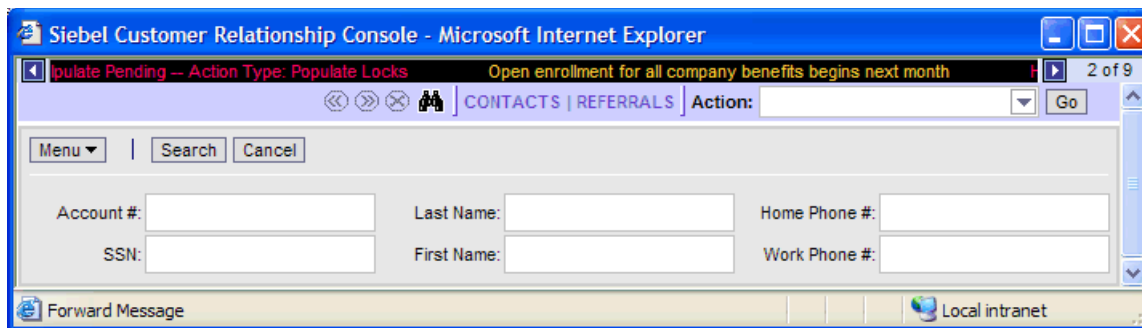 Siebel Customer Relationship Console - Microsoft Internet Explorer
Pending -- Action Type: Populate Locks Open enrollment for all company benefits begins next month 2 of 9
CONTACTS | REFERRALS Action: Go
Menu Search Cancel
Account #: Last Name: Home Phone #:
SSN: First Name: Work Phone #:
Forward Message Local intranet